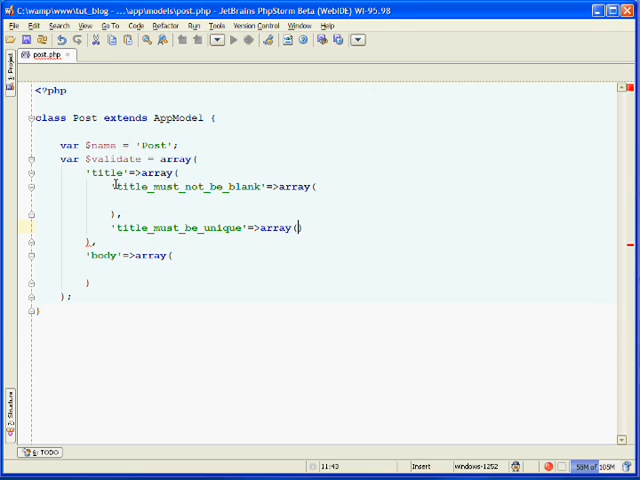 C:\wamp\www\tut_blog - ...\app\models\post.php - JetBrains PhpStorm Beta (WebIDE) WI-95.98
File Edit Search View Go To Code Refactor Tools Window Help
post.php
1: Project
<?php
class Post extends AppModel {
var $name = 'Post';
var $validate = array(
'title'=>array(
'title_must_not_be_blank'=>array(
),
'title_must_be_unique'=>array()
),
'body'=>array(
)
);
}
7: Structure
6: TODO
11:43 Insert windows-1252 58M of 105M